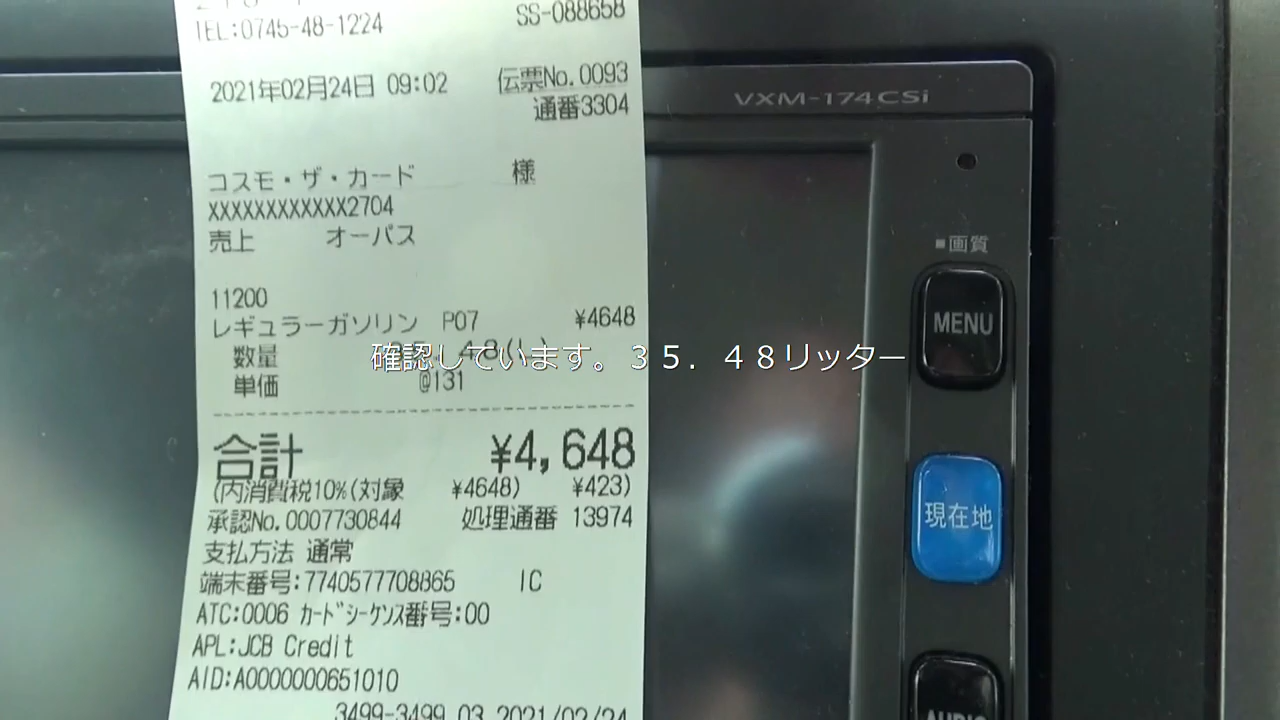 TEL:0745-48-1224
SS-088658
2021年02月24日 09:02 伝票No.0093
通番3304
コスモ・ザ・カード 様
XXXXXXXXXXXX2704
売上 オーパス
11200
レギュラーガソリン P07 ¥4648
数量
確認しています。３５．４８リッター
単価 @131
合計 ¥4,648
(内消費税10%(対象 ¥4648) ¥423)
承認No.0007730844 処理通番 13974
支払方法 通常
端末番号:7740577708865 IC
ATC:0006 ｶｰﾄﾞｼｰｹﾝｽ番号:00
APL:JCB Credit
AID:A0000000651010
3499-3499 03 2021/02/24
VXM-174CSi
■画質
MENU
現在地
AUDIO